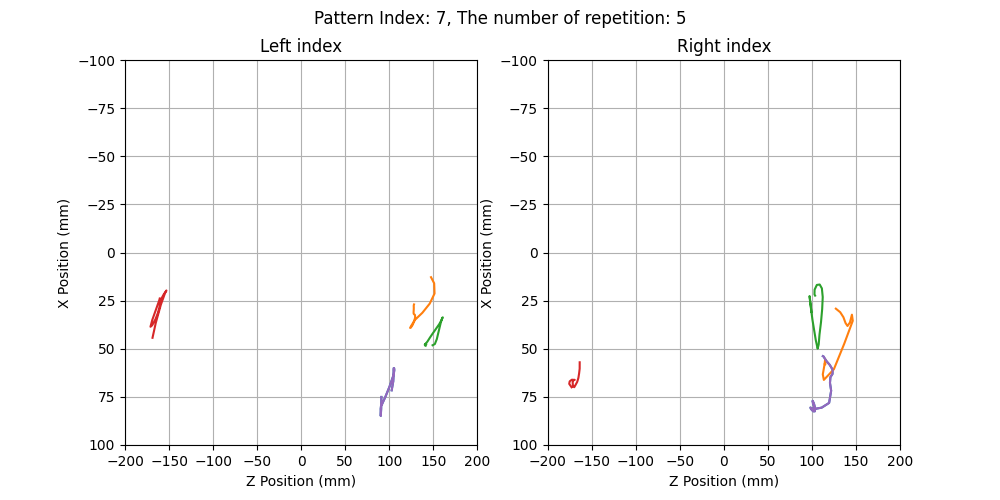 Pattern Index: 7, The number of repetition: 5
Left index
Right index
−100
−75
−50
−25
0
25
50
75
100
X Position (mm)
−200 −150 −100 −50 0 50 100 150 200
Z Position (mm)
−100
−75
−50
−25
0
25
50
75
100
X Position (mm)
−200 −150 −100 −50 0 50 100 150 200
Z Position (mm)